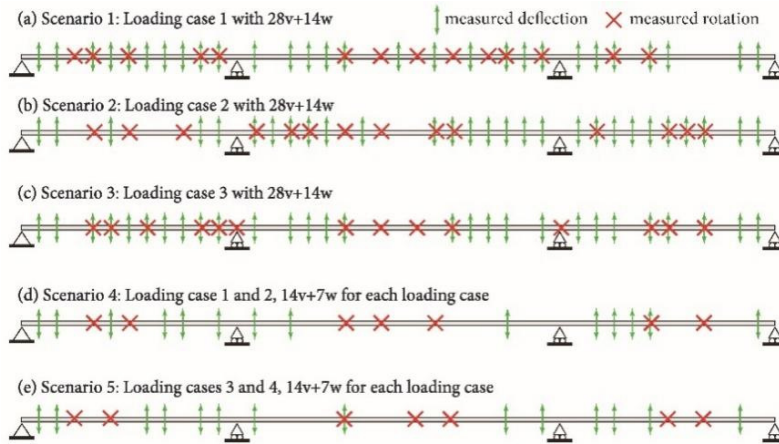 (a) Scenario 1: Loading case 1 with 28v+14w
measured deflection
measured rotation
(b) Scenario 2: Loading case 2 with 28v+14w
(c) Scenario 3: Loading case 3 with 28v+14w
(d) Scenario 4: Loading case 1 and 2, 14v+7w for each loading case
(e) Scenario 5: Loading cases 3 and 4, 14v+7w for each loading case